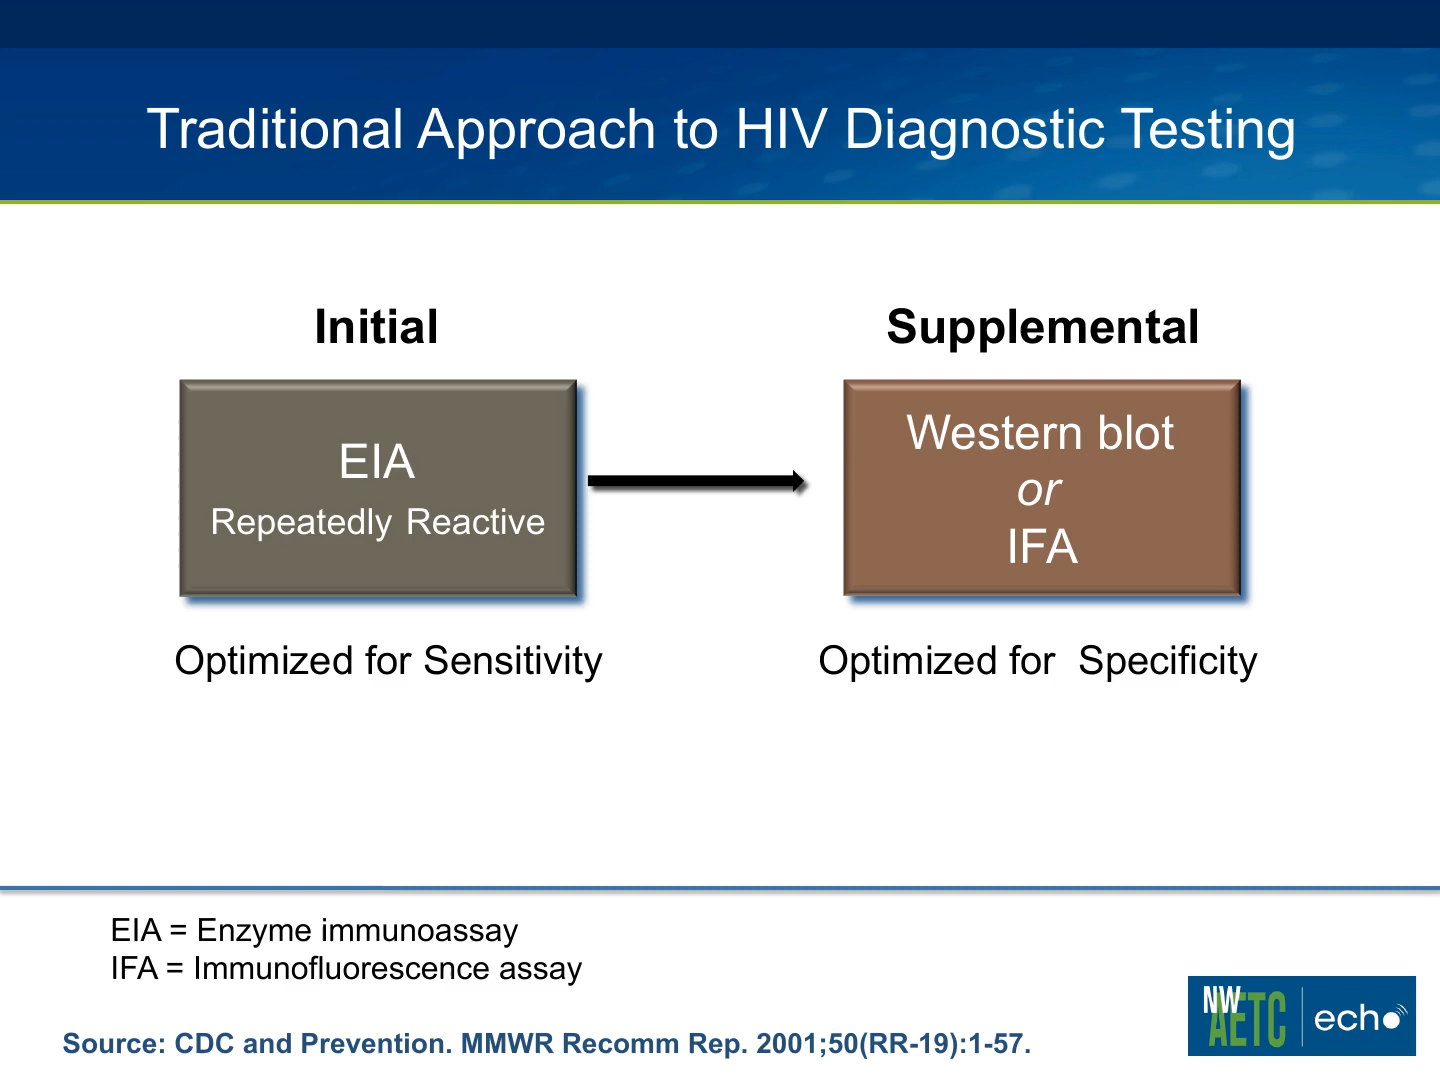 Traditional Approach to HIV Diagnostic Testing
Initial
EIA
Repeatedly Reactive
Optimized for Sensitivity
Supplemental
Western blot
or
IFA
Optimized for  Specificity
EIA = Enzyme immunoassay
IFA = Immunofluorescence assay
Source: CDC and Prevention. MMWR Recomm Rep. 2001;50(RR-19):1-57.
NW
AETC
echo